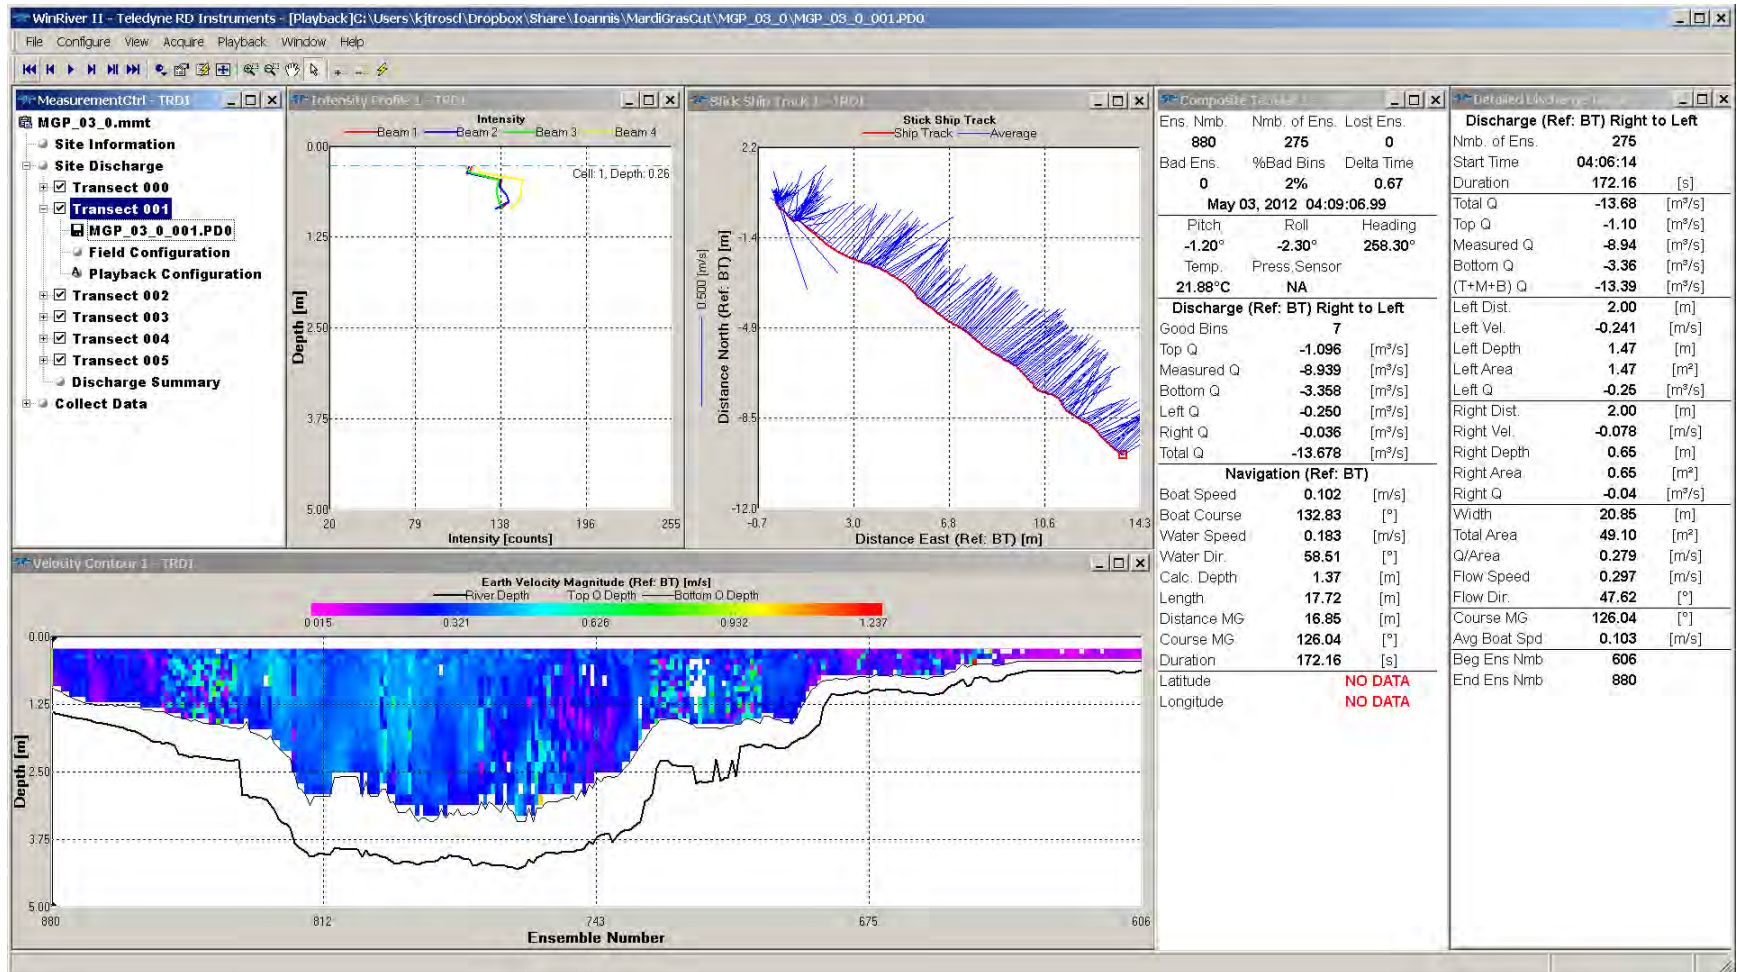 WinRiver II - Teledyne RD Instruments - [Playback]C:\Users\kjtroscl\Dropbox\Share\Ioannis\MardiGrasCut\MGP_03_0\MGP_03_0_001.PD0
File Configure View Acquire Playback Window Help
MeasurementCtrl - TRDI
MGP_03_0.mmt
Site Information
Site Discharge
Transect 000
Transect 001
MGP_03_0_001.PD0
Field Configuration
Playback Configuration
Transect 002
Transect 003
Transect 004
Transect 005
Discharge Summary
Collect Data
Intensity Profile 1 - TRDI
Intensity
Beam 1 Beam 2 Beam 3 Beam 4
Cell: 1, Depth: 0.26
0.00
1.25
2.50
3.75
5.00
Depth [m]
20 79 138 196 255
Intensity [counts]
Stick Ship Track 1 - TRDI
Stick Ship Track
Ship Track Average
0.500 [m/s]
Distance North (Ref: BT) [m]
2.2
-1.4
-4.9
-8.5
-12.0
-0.7 3.0 6.8 10.6 14.3
Distance East (Ref: BT) [m]
Composite
Ens. Nmb. Nmb. of Ens. Lost Ens.
880 275 0
Bad Ens. %Bad Bins Delta Time
0 2% 0.67
May 03, 2012 04:09:06.99
Pitch Roll Heading
-1.20° -2.30° 258.30°
Temp. Press.Sensor
21.88°C NA
Discharge (Ref: BT) Right to Left
Good Bins 7
Top Q -1.096 [m³/s]
Measured Q -8.939 [m³/s]
Bottom Q -3.358 [m³/s]
Left Q -0.250 [m³/s]
Right Q -0.036 [m³/s]
Total Q -13.678 [m³/s]
Navigation (Ref: BT)
Boat Speed 0.102 [m/s]
Boat Course 132.83 [°]
Water Speed 0.183 [m/s]
Water Dir. 58.51 [°]
Calc. Depth 1.37 [m]
Length 17.72 [m]
Distance MG 16.85 [m]
Course MG 126.04 [°]
Duration 172.16 [s]
Latitude NO DATA
Longitude NO DATA
Detailed Discharge
Discharge (Ref: BT) Right to Left
Nmb. of Ens. 275
Start Time 04:06:14
Duration 172.16 [s]
Total Q -13.68 [m³/s]
Top Q -1.10 [m³/s]
Measured Q -8.94 [m³/s]
Bottom Q -3.36 [m³/s]
(T+M+B) Q -13.39 [m³/s]
Left Dist. 2.00 [m]
Left Vel. -0.241 [m/s]
Left Depth 1.47 [m]
Left Area 1.47 [m²]
Left Q -0.25 [m³/s]
Right Dist. 2.00 [m]
Right Vel. -0.078 [m/s]
Right Depth 0.65 [m]
Right Area 0.65 [m²]
Right Q -0.04 [m³/s]
Width 20.85 [m]
Total Area 49.10 [m²]
Q/Area 0.279 [m/s]
Flow Speed 0.297 [m/s]
Flow Dir. 47.62 [°]
Course MG 126.04 [°]
Avg Boat Spd 0.103 [m/s]
Beg Ens Nmb 606
End Ens Nmb 880
Velocity Contour 1 - TRDI
Earth Velocity Magnitude (Ref: BT) [m/s]
River Depth Top Q Depth Bottom Q Depth
0.015 0.321 0.626 0.932 1.237
0.00
1.25
2.50
3.75
5.00
Depth [m]
880 812 743 675 606
Ensemble Number